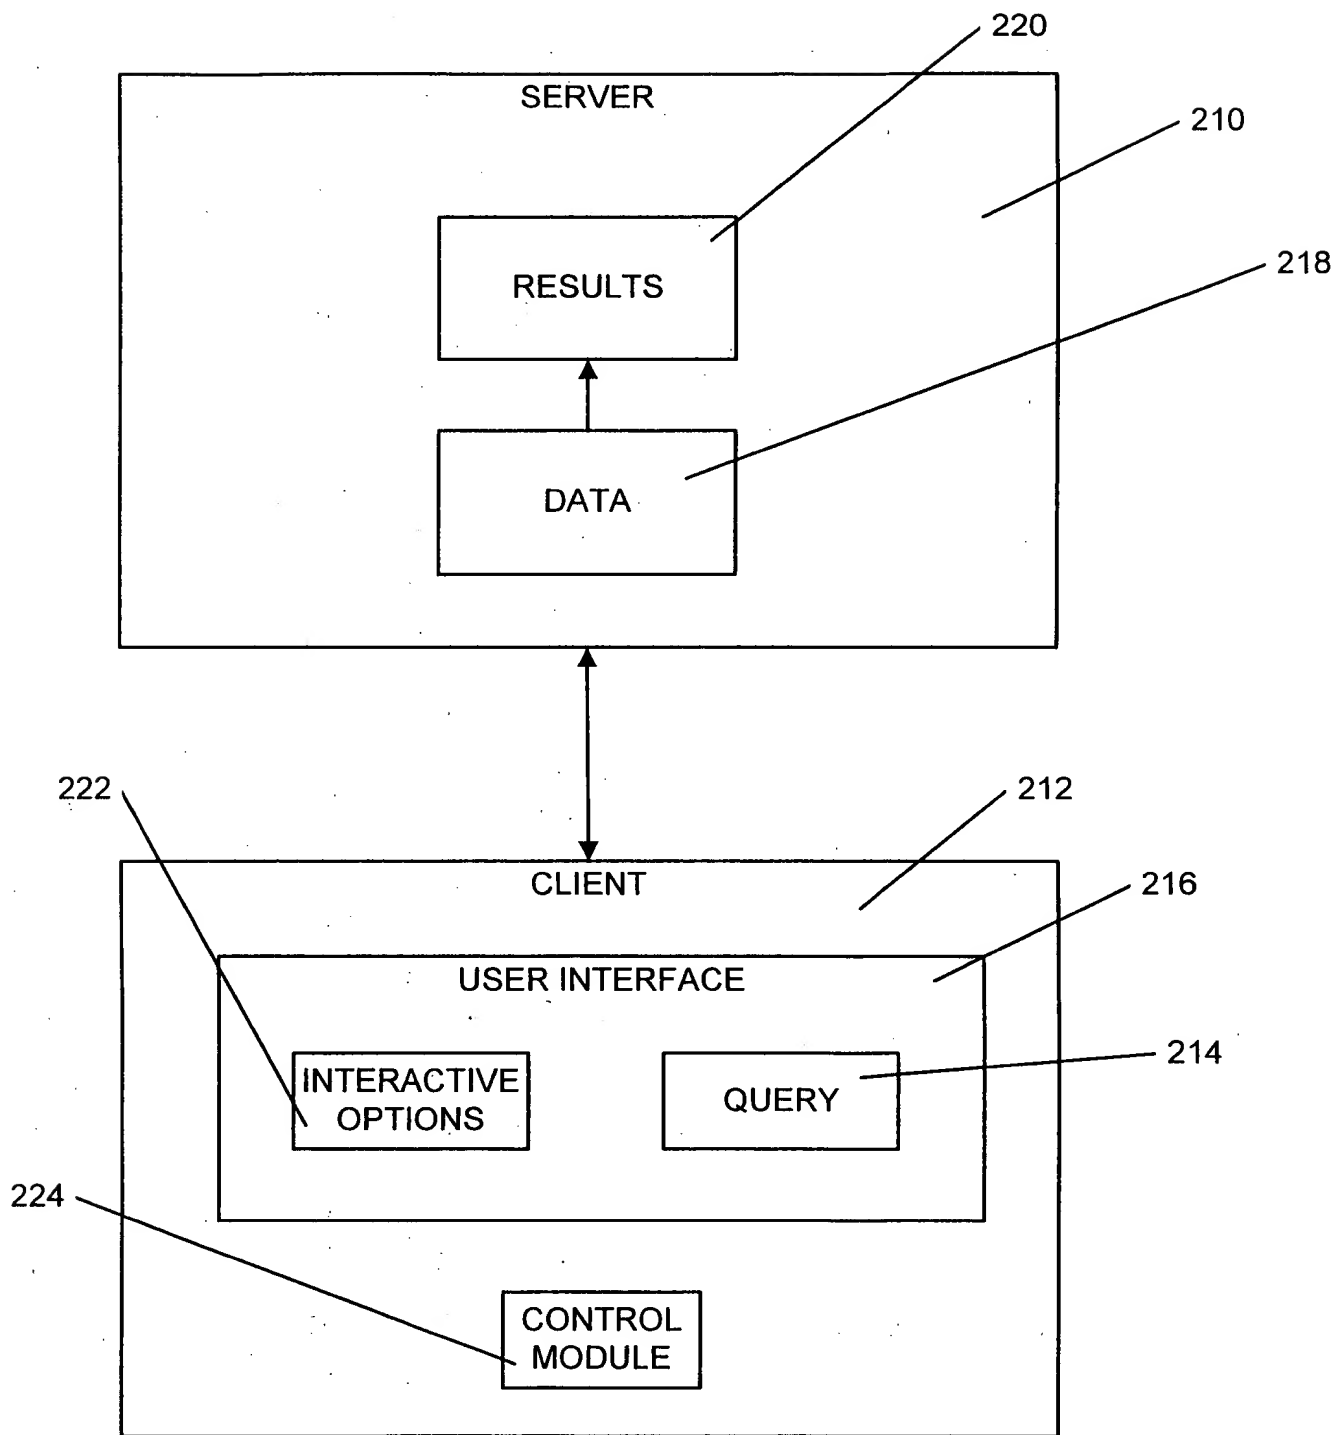 220
SERVER
210
218
RESULTS
DATA
222
212
CLIENT
216
USER INTERFACE
214
INTERACTIVE
OPTIONS
QUERY
224
CONTROL
MODULE